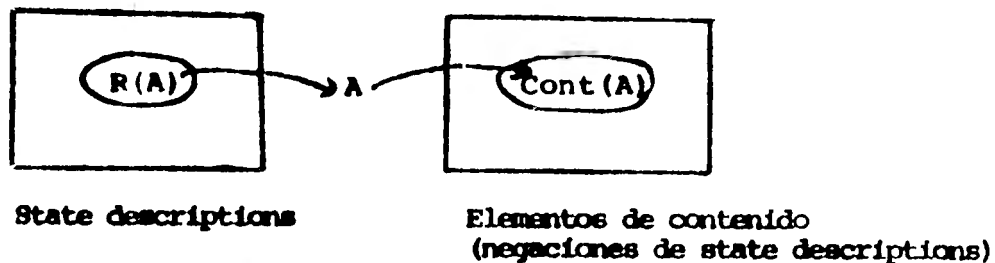 R(A)
A
Cont(A)
State descriptions
Elementos de contenido
(negaciones de state descriptions)